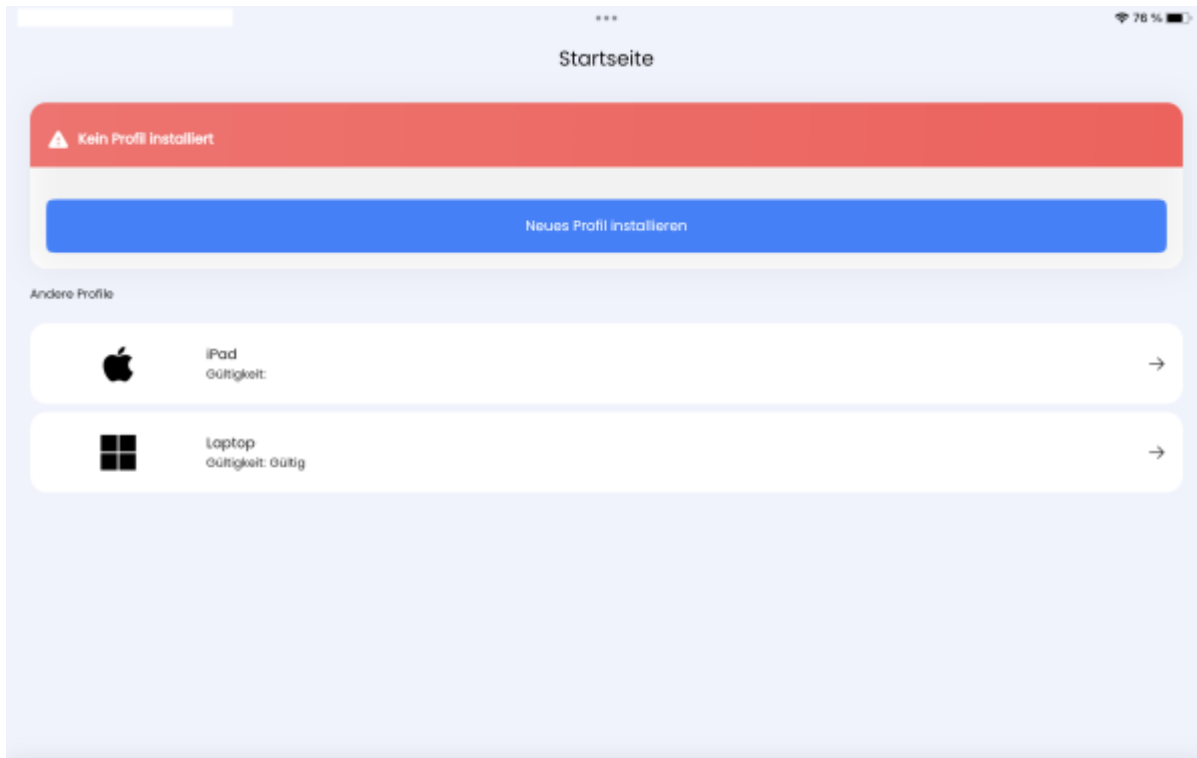 76 %
Startseite
Kein Profil installiert
Neues Profil installieren
Andere Profile
iPad
Gültigkeit:
Laptop
Gültigkeit: Gültig